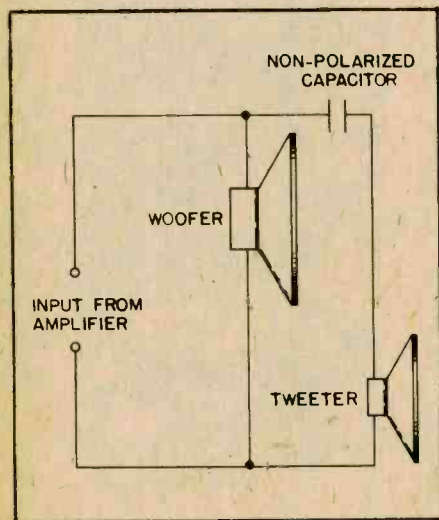 NON-POLARIZED
CAPACITOR
WOOFER
INPUT FROM
AMPLIFIER
TWEETER